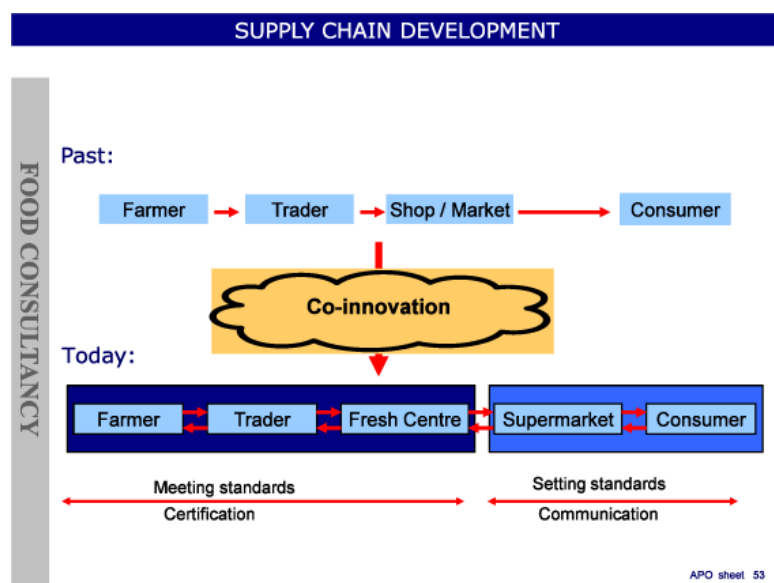 SUPPLY CHAIN DEVELOPMENT
FOOD CONSULTANCY
Past:
Farmer Trader Shop / Market Consumer
Co-innovation
Today:
Farmer Trader Fresh Centre Supermarket Consumer
Meeting standards Setting standards
Certification Communication
APO sheet 53